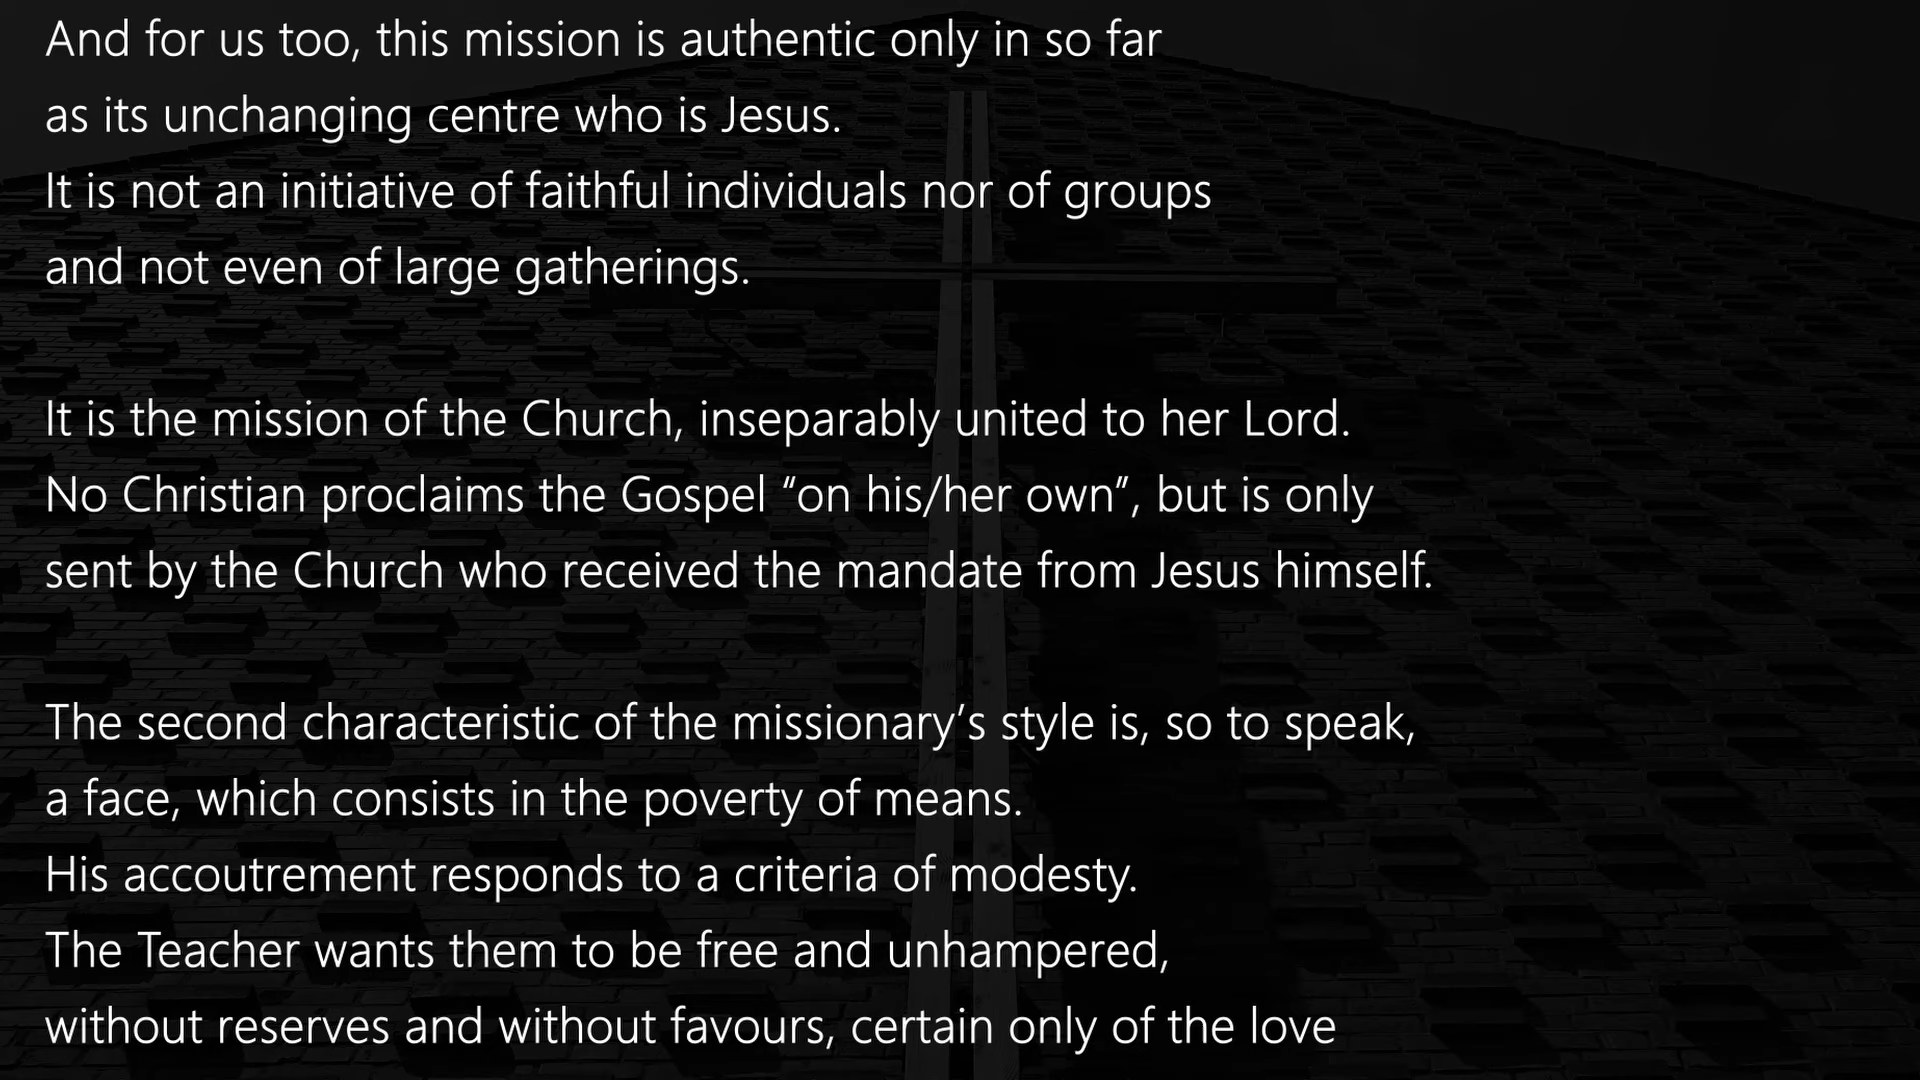 And for us too, this mission is authentic only in so far
as its unchanging centre who is Jesus.
It is not an initiative of faithful individuals nor of groups
and not even of large gatherings.
It is the mission of the Church, inseparably united to her Lord.
No Christian proclaims the Gospel “on his/her own”, but is only
sent by the Church who received the mandate from Jesus himself.
The second characteristic of the missionary’s style is, so to speak,
a face, which consists in the poverty of means.
His accoutrement responds to a criteria of modesty.
The Teacher wants them to be free and unhampered,
without reserves and without favours, certain only of the love